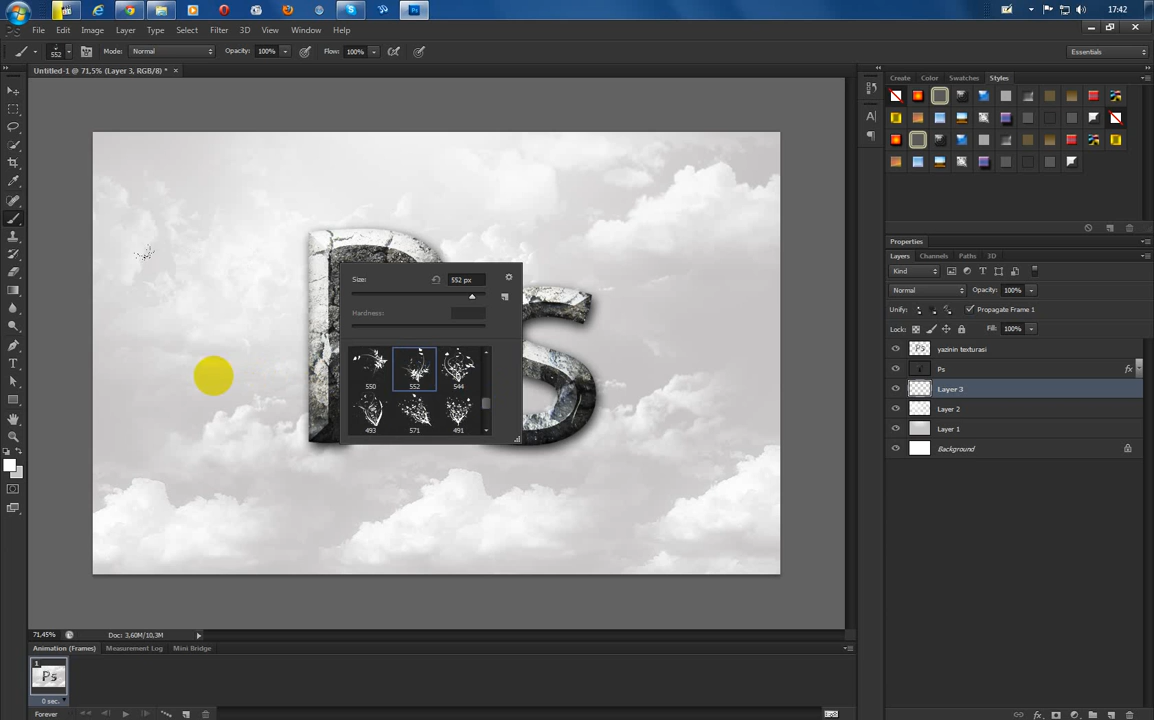 17:42
File Edit Image Layer Type Select Filter 3D View Window Help
552 Mode: Normal Opacity: 100% Flow: 100% Essentials
Untitled-1 @ 71,5% (Layer 3, RGB/8) *
Create Color Swatches Styles
Ps
Size: 552 px
Hardness:
550 552 544
493 571 491
Properties
Layers Channels Paths 3D
Kind
Normal Opacity: 100%
Unify: Propagate Frame 1
Lock: Fill: 100%
yazinin texturasi
Ps fx
Layer 3
Layer 2
Layer 1
Background
71,45% Doc: 3,60M/10,3M
Animation (Frames) Measurement Log Mini Bridge
1
Ps
0 sec.
Forever